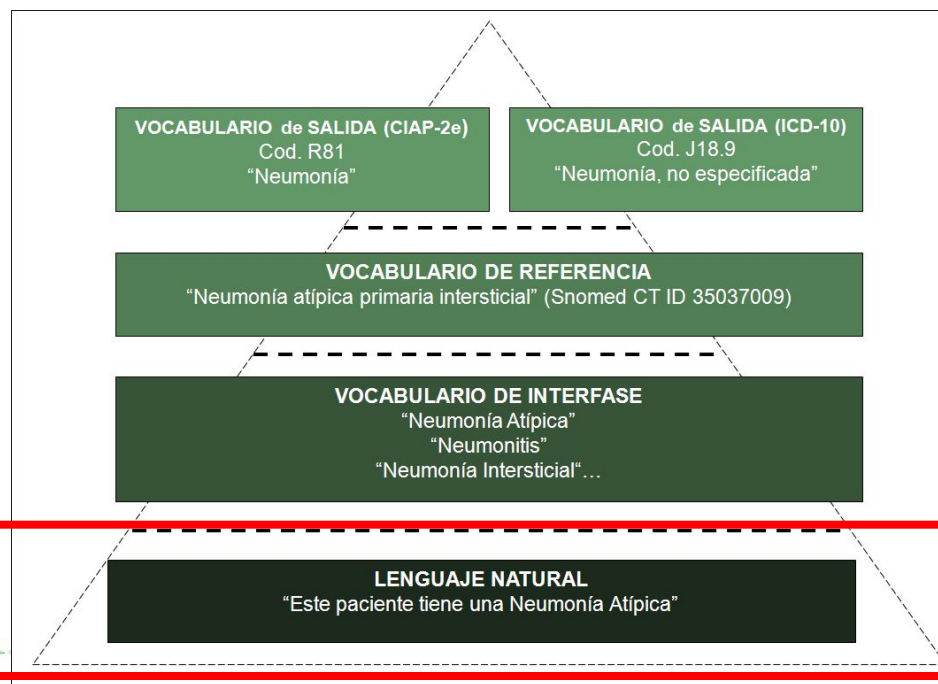 VOCABULARIO de SALIDA (CIAP-2e)
Cod. R81
“Neumonía”
VOCABULARIO de SALIDA (ICD-10)
Cod. J18.9
“Neumonía, no especificada”
VOCABULARIO DE REFERENCIA
“Neumonía atípica primaria intersticial” (Snomed CT ID 35037009)
VOCABULARIO DE INTERFASE
“Neumonía Atípica”
“Neumonitis”
“Neumonía Intersticial“…
LENGUAJE NATURAL
“Este paciente tiene una Neumonía Atípica”